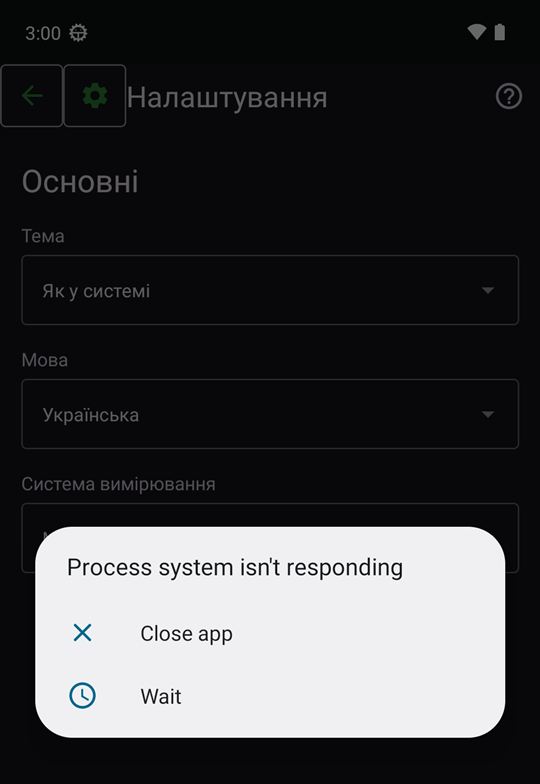 3:00
Налаштування
Основні
Тема
Як у системі
Мова
Українська
Система вимірювання
Process system isn't responding
Close app
Wait